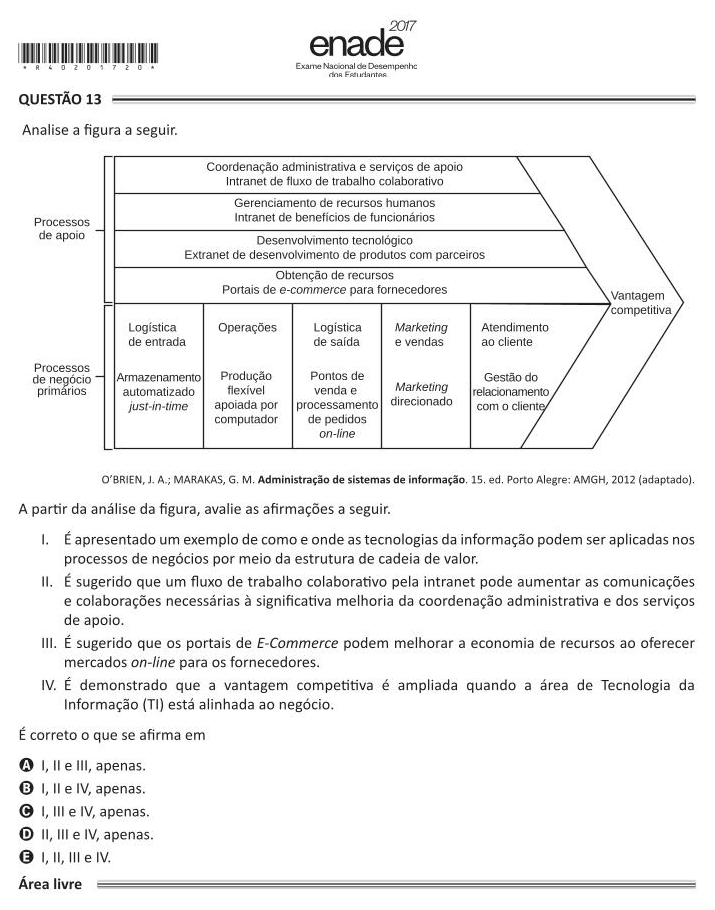 2017
enade
Exame Nacional de Desempenho
dos Estudantes
* R 4 0 2 0 1 7 2 0 *
QUESTÃO 13
Analise a figura a seguir.
Processos
de apoio
Coordenação administrativa e serviços de apoio
Intranet de fluxo de trabalho colaborativo
Gerenciamento de recursos humanos
Intranet de benefícios de funcionários
Desenvolvimento tecnológico
Extranet de desenvolvimento de produtos com parceiros
Obtenção de recursos
Portais de e-commerce para fornecedores
Vantagem
competitiva
Processos
de negócio
primários
Logística
de entrada
Armazenamento
automatizado
just-in-time
Operações
Produção
flexível
apoiada por
computador
Logística
de saída
Pontos de
venda e
processamento
de pedidos
on-line
Marketing
e vendas
Marketing
direcionado
Atendimento
ao cliente
Gestão do
relacionamento
com o cliente
O’BRIEN, J. A.; MARAKAS, G. M. Administração de sistemas de informação. 15. ed. Porto Alegre: AMGH, 2012 (adaptado).
A partir da análise da figura, avalie as afirmações a seguir.
I. É apresentado um exemplo de como e onde as tecnologias da informação podem ser aplicadas nos
processos de negócios por meio da estrutura de cadeia de valor.
II. É sugerido que um fluxo de trabalho colaborativo pela intranet pode aumentar as comunicações
e colaborações necessárias à significativa melhoria da coordenação administrativa e dos serviços
de apoio.
III. É sugerido que os portais de E-Commerce podem melhorar a economia de recursos ao oferecer
mercados on-line para os fornecedores.
IV. É demonstrado que a vantagem competitiva é ampliada quando a área de Tecnologia da
Informação (TI) está alinhada ao negócio.
É correto o que se afirma em
A I, II e III, apenas.
B I, II e IV, apenas.
C I, III e IV, apenas.
D II, III e IV, apenas.
E I, II, III e IV.
Área livre